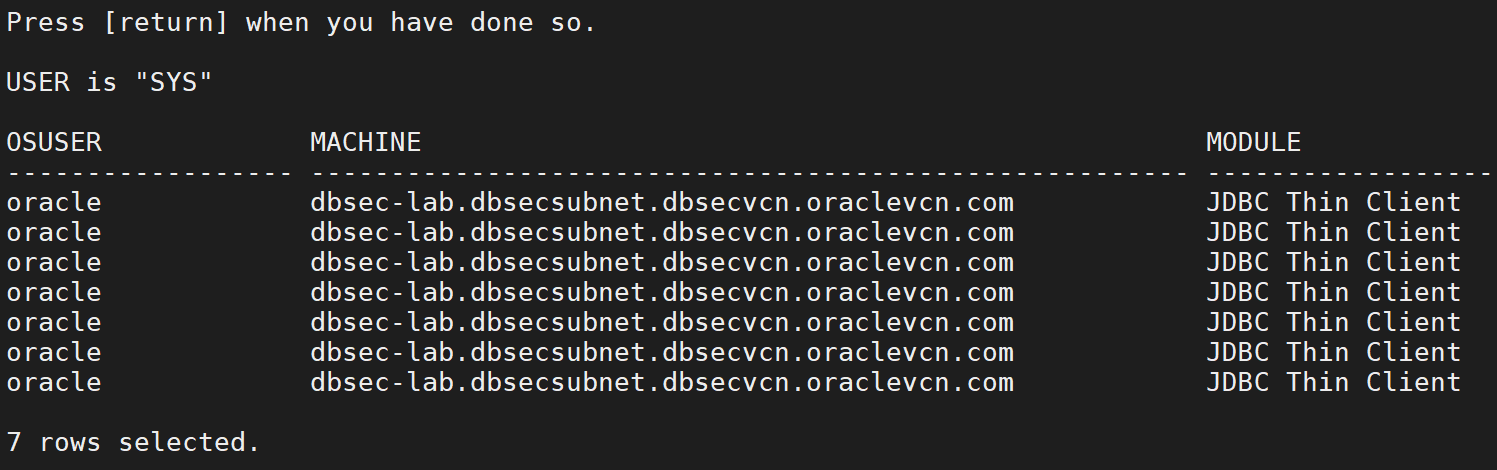 Press [return] when you have done so.
USER is "SYS"
OSUSER MACHINE MODULE
------------------ ------------------------------------------------------- ------------------
oracle dbsec-lab.dbsecsubnet.dbsecvcn.oraclevcn.com JDBC Thin Client
oracle dbsec-lab.dbsecsubnet.dbsecvcn.oraclevcn.com JDBC Thin Client
oracle dbsec-lab.dbsecsubnet.dbsecvcn.oraclevcn.com JDBC Thin Client
oracle dbsec-lab.dbsecsubnet.dbsecvcn.oraclevcn.com JDBC Thin Client
oracle dbsec-lab.dbsecsubnet.dbsecvcn.oraclevcn.com JDBC Thin Client
oracle dbsec-lab.dbsecsubnet.dbsecvcn.oraclevcn.com JDBC Thin Client
oracle dbsec-lab.dbsecsubnet.dbsecvcn.oraclevcn.com JDBC Thin Client
7 rows selected.